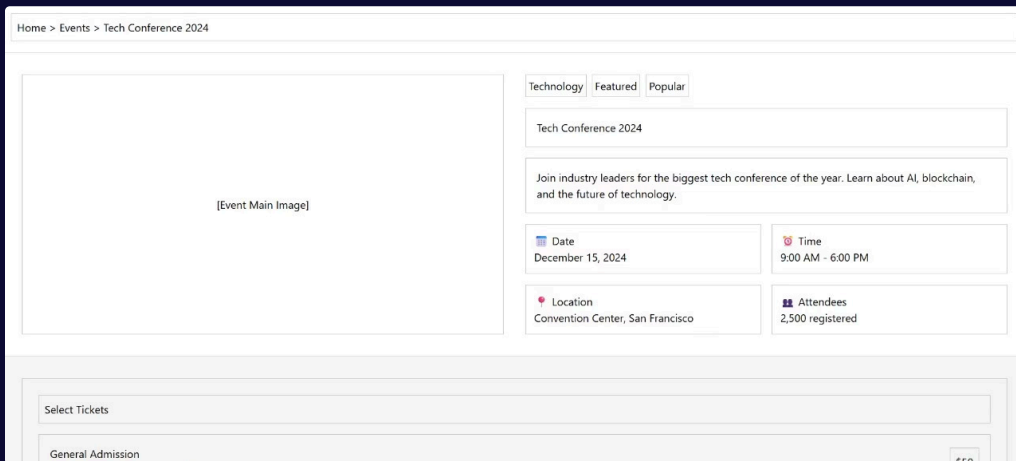 Home > Events > Tech Conference 2024
Technology Featured Popular
Tech Conference 2024
Join industry leaders for the biggest tech conference of the year. Learn about AI, blockchain,
and the future of technology.
[Event Main Image]
Date
December 15, 2024
Time
9:00 AM - 6:00 PM
Location
Convention Center, San Francisco
Attendees
2,500 registered
Select Tickets
General Admission